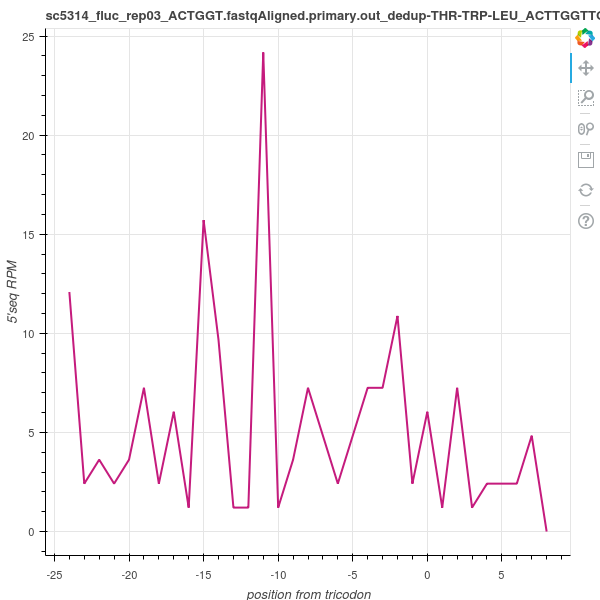 sc5314_fluc_rep03_ACTGGT.fastqAligned.primary.out_dedup-THR-TRP-LEU_ACTTGGTT
25
20
15
10
5
0
5'seq RPM
-25 -20 -15 -10 -5 0 5
position from tricodon